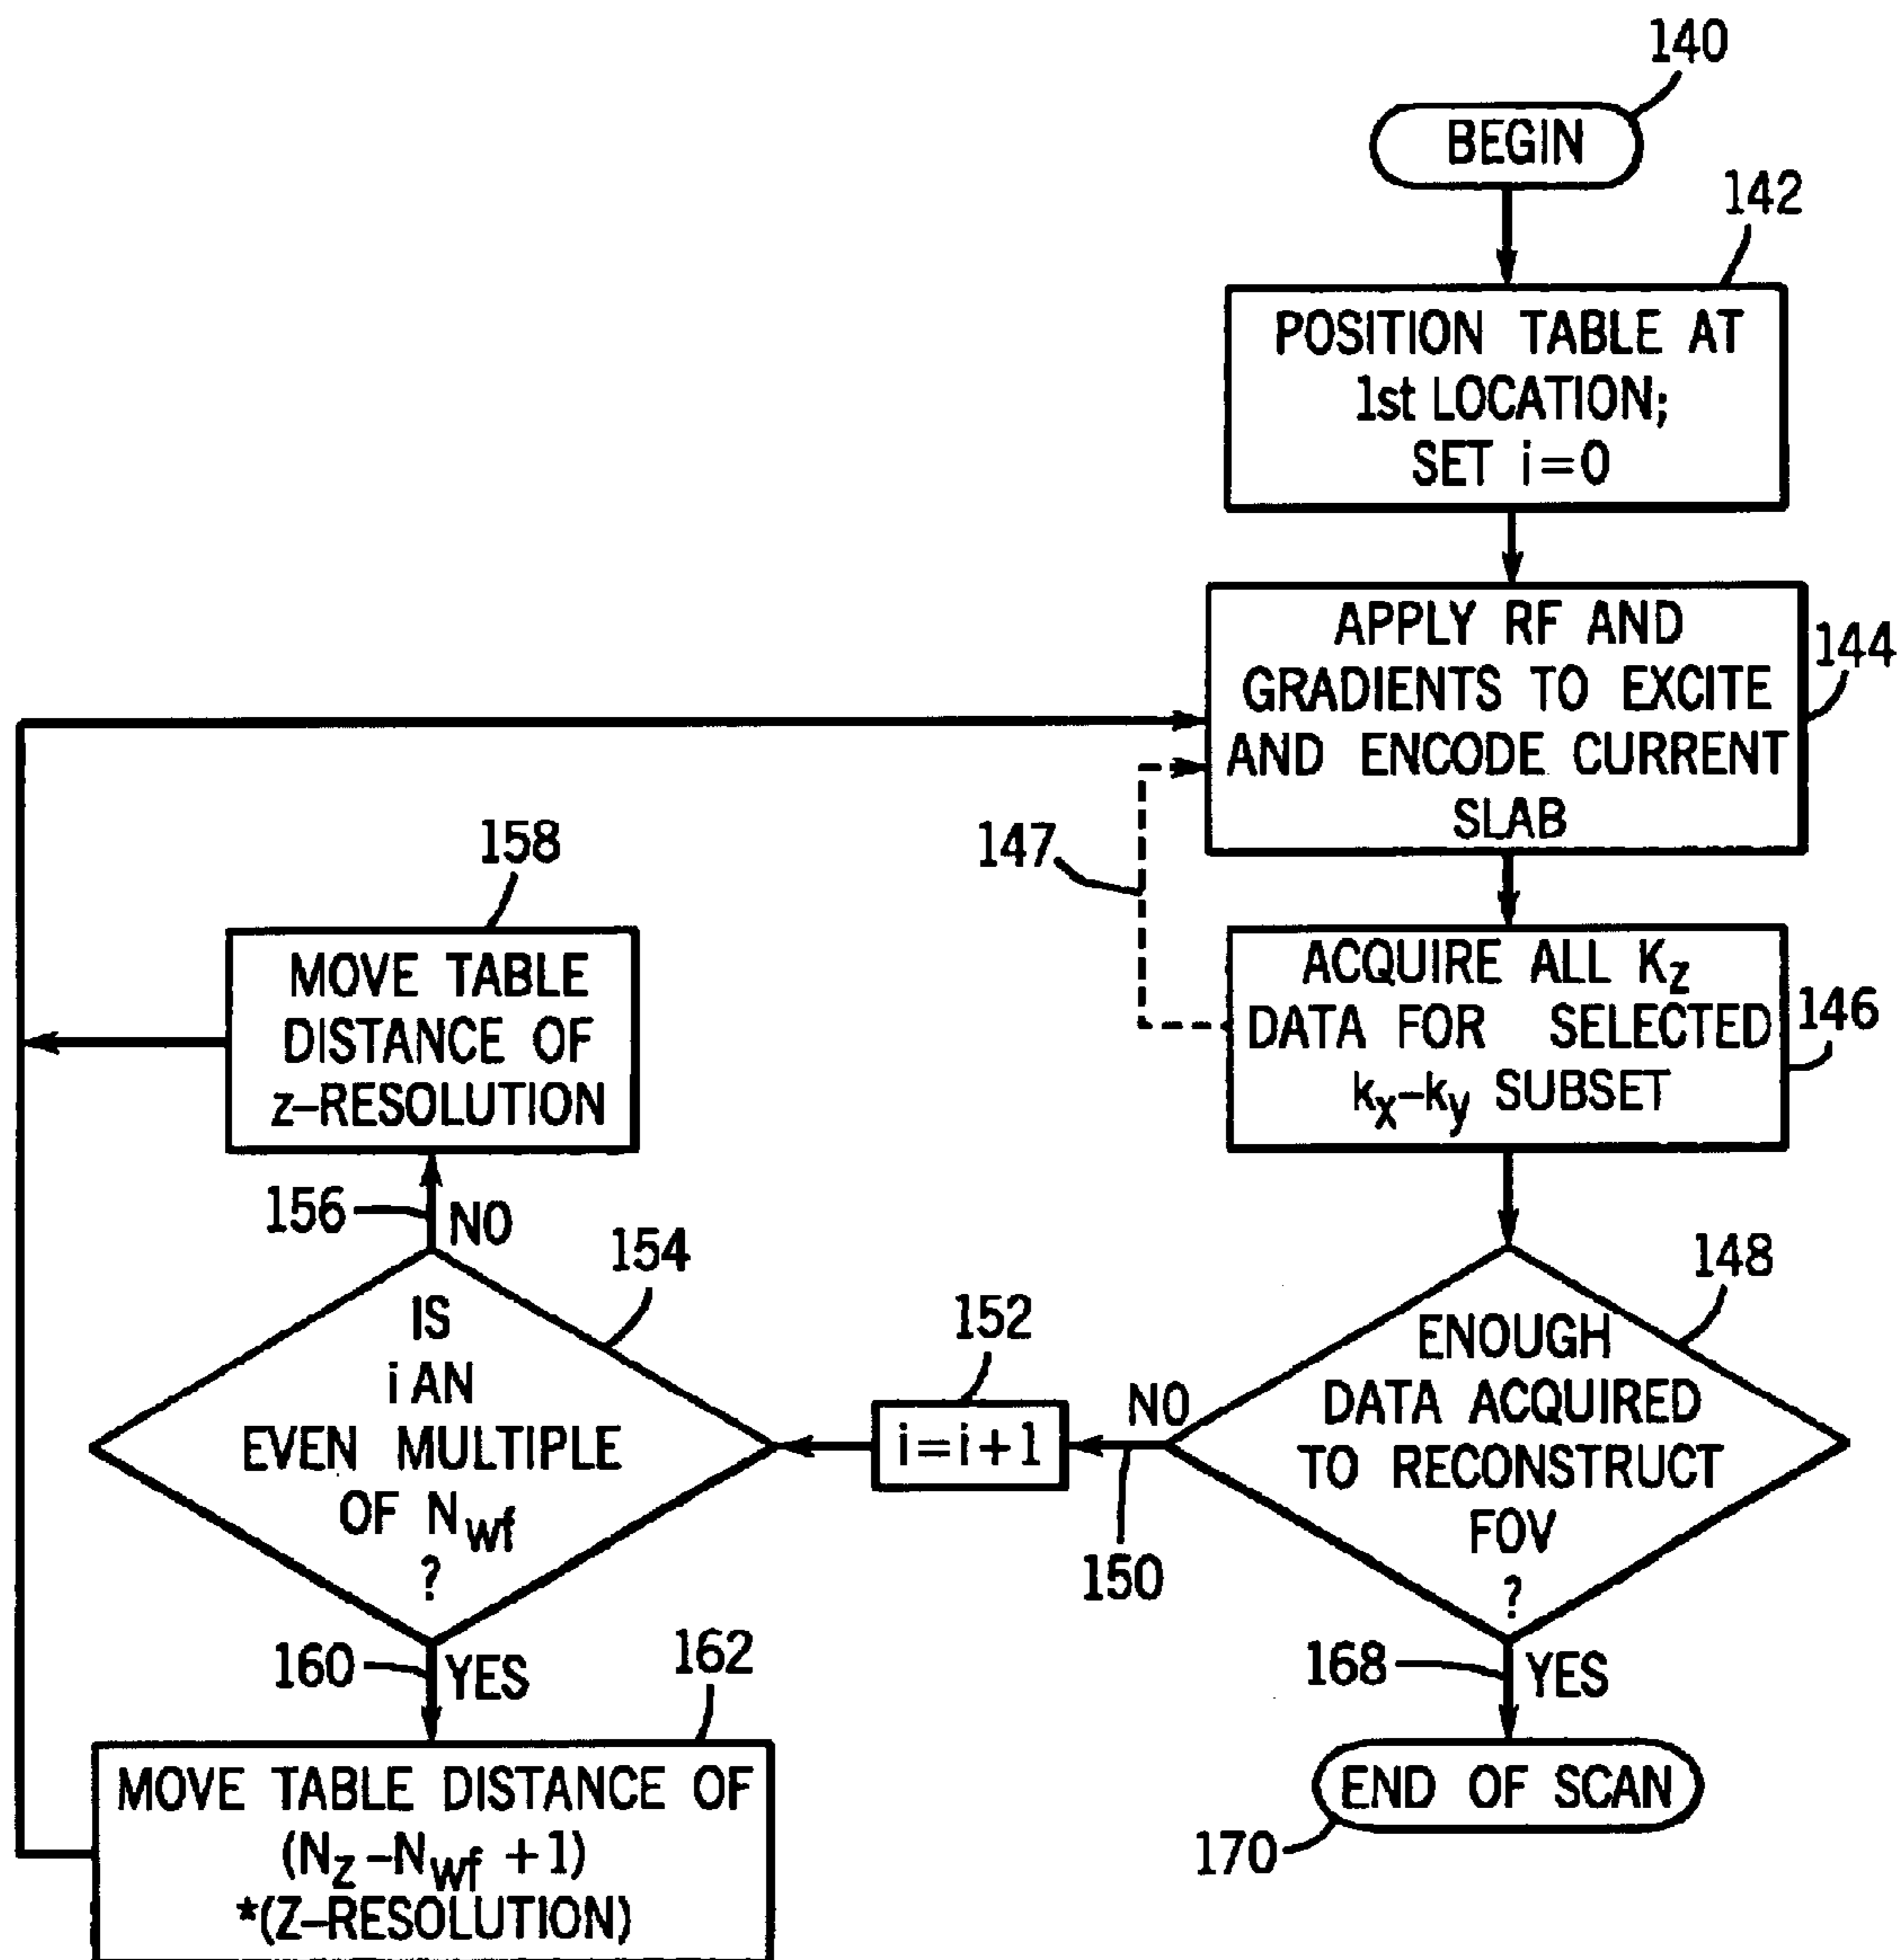 140
BEGIN
142
POSITION TABLE AT
1st LOCATION;
SET i=0
APPLY RF AND
GRADIENTS TO EXCITE
AND ENCODE CURRENT
SLAB
144
147
ACQUIRE ALL Kz
DATA FOR SELECTED
kx-ky SUBSET
146
158
MOVE TABLE
DISTANCE OF
z-RESOLUTION
156
NO
154
IS
i AN
EVEN MULTIPLE
OF Nwf
?
152
i=i+1
NO
150
148
ENOUGH
DATA ACQUIRED
TO RECONSTRUCT
FOV
?
160
YES
162
MOVE TABLE DISTANCE OF
(Nz-Nwf +1)
*(Z-RESOLUTION)
168
YES
END OF SCAN
170